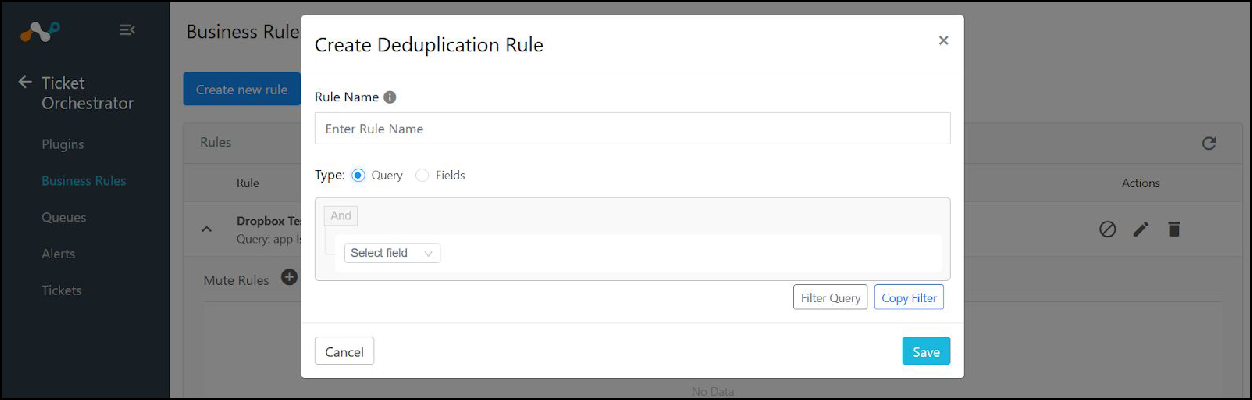 Business Rule
Create Deduplication Rule
×
Ticket
Orchestrator
Create new rule
Rule Name
Enter Rule Name
Plugins
Rules
Type: Query Fields
Business Rules
Rule
Actions
And
Queues
Dropbox Te
Query: app is
Select field
Alerts
Mute Rules
Tickets
Filter Query
Copy Filter
Cancel
Save
No Data